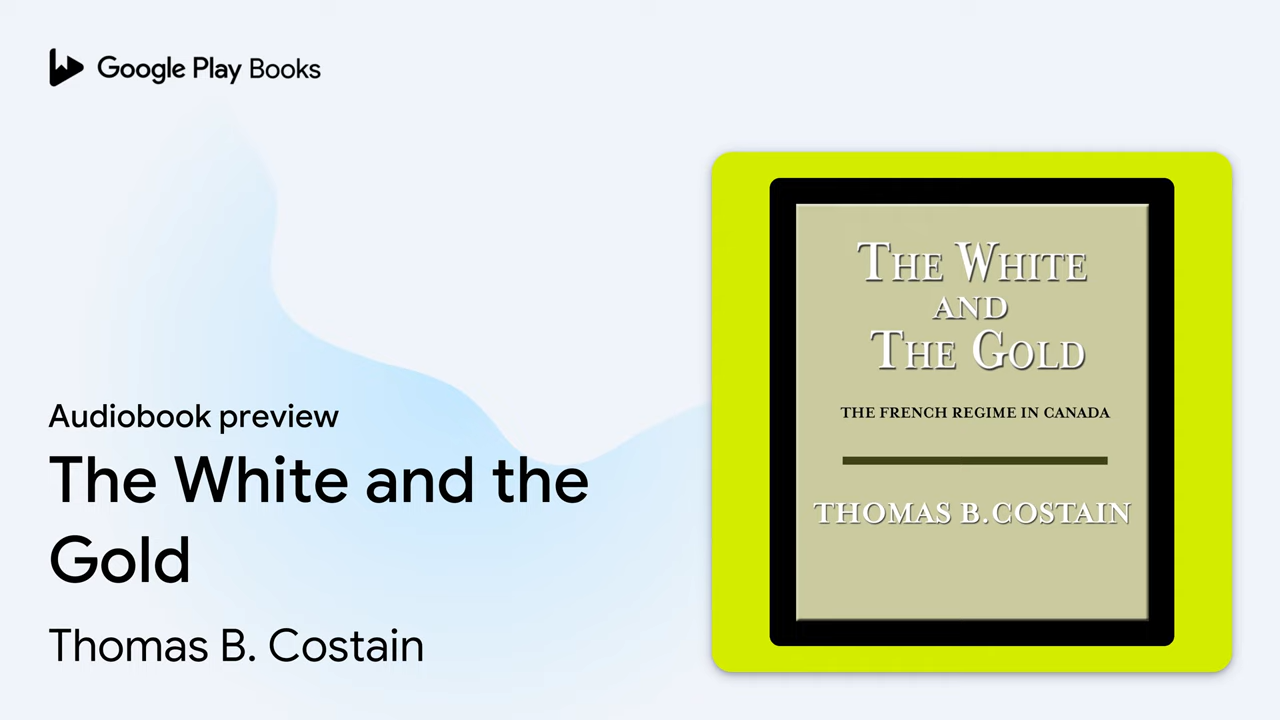 Google Play Books
Audiobook preview
The White and the
Gold
Thomas B. Costain
THE WHITE
AND
THE GOLD
THE FRENCH REGIME IN CANADA
THOMAS B. COSTAIN